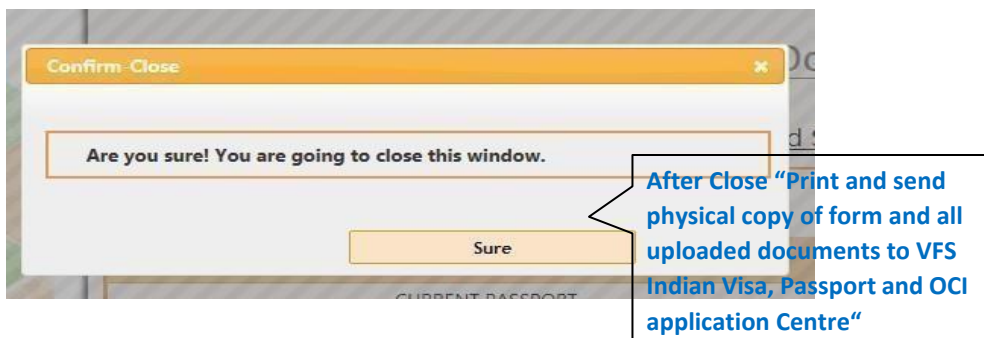 Confirm Close
Are you sure! You are going to close this window.
Sure
CURRENT PASSPORT
After Close “Print and send
physical copy of form and all
uploaded documents to VFS
Indian Visa, Passport and OCI
application Centre“